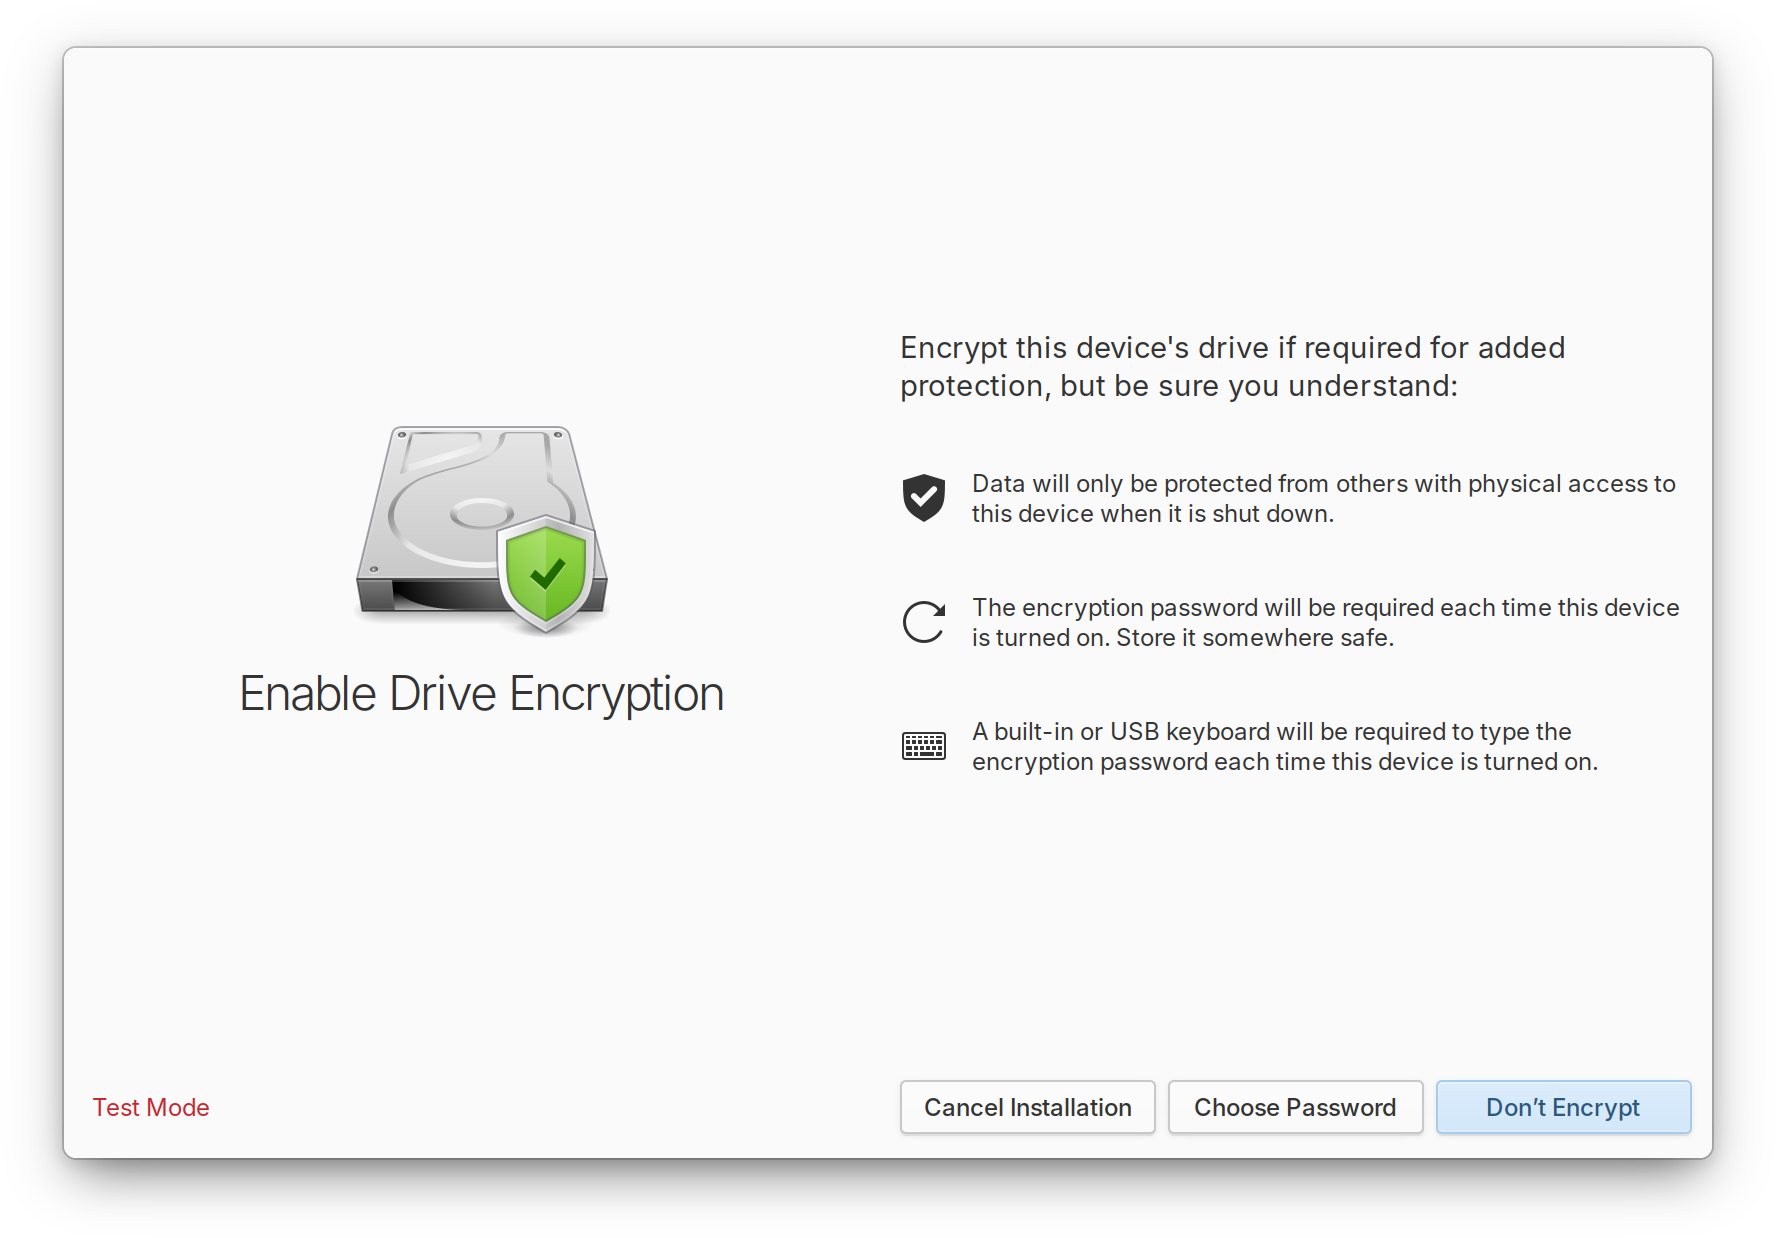 Enable Drive Encryption
Encrypt this device's drive if required for added
protection, but be sure you understand:
Data will only be protected from others with physical access to
this device when it is shut down.
The encryption password will be required each time this device
is turned on. Store it somewhere safe.
A built-in or USB keyboard will be required to type the
encryption password each time this device is turned on.
Test Mode
Cancel Installation
Choose Password
Don’t Encrypt